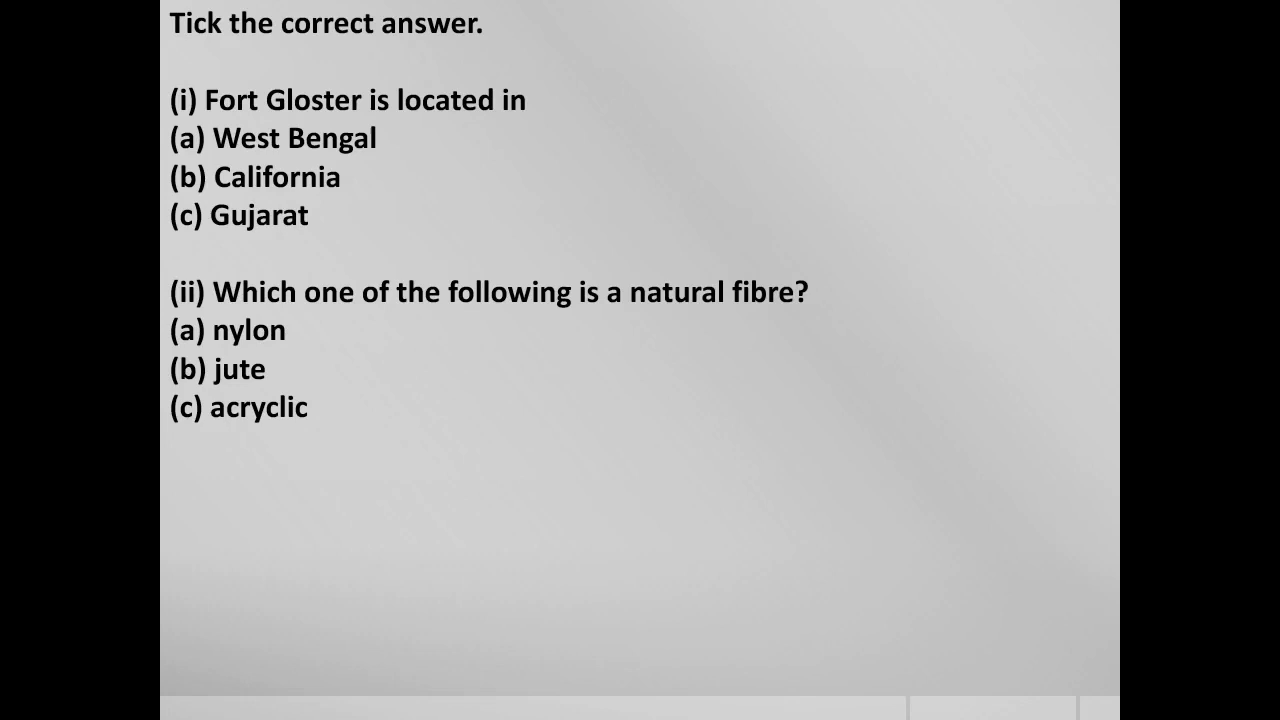 Tick the correct answer.
(i) Fort Gloster is located in
(a) West Bengal
(b) California
(c) Gujarat
(ii) Which one of the following is a natural fibre?
(a) nylon
(b) jute
(c) acryclic